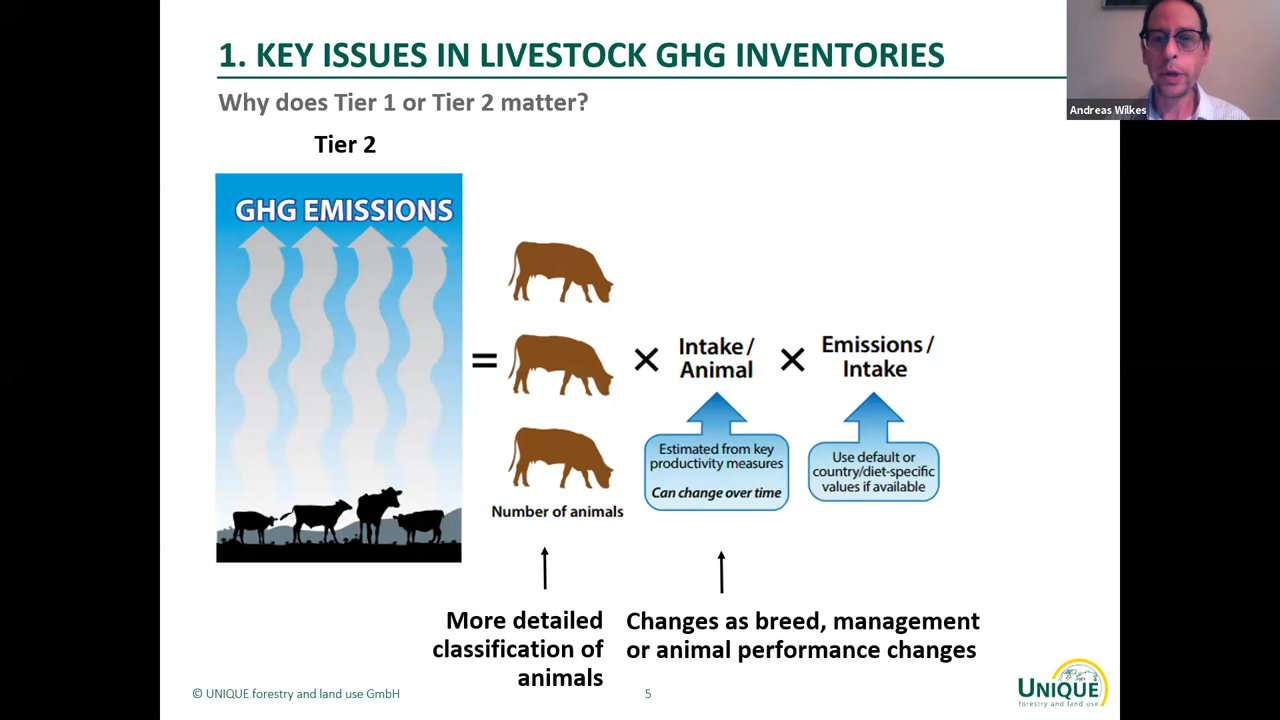 1. KEY ISSUES IN LIVESTOCK GHG INVENTORIES
Why does Tier 1 or Tier 2 matter?
Andreas Wilkes
Tier 2
GHG EMISSIONS
=
×
Intake/
Animal
×
Emissions/
Intake
Estimated from key
productivity measures
Can change over time
Use default or
country/diet-specific
values if available
Number of animals
More detailed
classification of
animals
Changes as breed, management
or animal performance changes
© UNIQUE forestry and land use GmbH
5
UNIQUE
forestry and land use